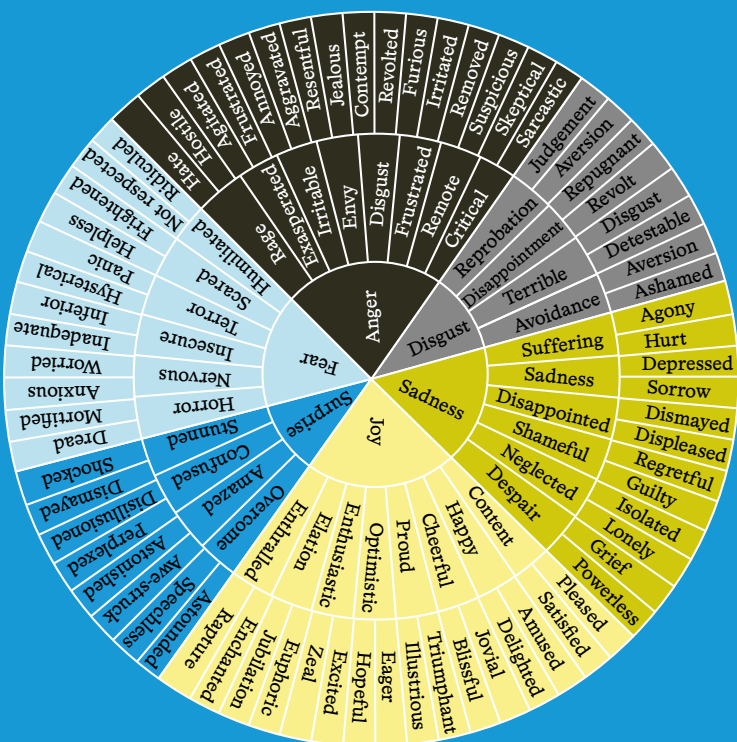 Anger
Rage
Exasperated
Irritable
Envy
Disgust
Frustrated
Remote
Critical
Hate
Hostile
Agitated
Frustrated
Annoyed
Aggravated
Resentful
Jealous
Contempt
Revolted
Furious
Irritated
Removed
Suspicious
Skeptical
Sarcastic
Disgust
Reprobation
Disappointment
Terrible
Avoidance
Judgement
Aversion
Repugnant
Revolt
Disgust
Detestable
Aversion
Ashamed
Sadness
Suffering
Sadness
Disappointed
Shameful
Neglected
Despair
Agony
Hurt
Depressed
Sorrow
Dismayed
Displeased
Regretful
Guilty
Isolated
Lonely
Grief
Powerless
Joy
Content
Happy
Cheerful
Proud
Optimistic
Enthusiastic
Elation
Enthralled
Pleased
Satisfied
Amused
Delighted
Jovial
Blissful
Triumphant
Illustrious
Eager
Hopeful
Excited
Zeal
Euphoric
Jubilation
Enchanted
Rapture
Surprise
Overcome
Amazed
Confused
Stunned
Astounded
Speechless
Awe-struck
Astonished
Perplexed
Disillusioned
Dismayed
Shocked
Fear
Horror
Nervous
Insecure
Terror
Scared
Humiliated
Dread
Mortified
Anxious
Worried
Inadequate
Inferior
Hysterical
Panic
Helpless
Frightened
Not respected
Ridiculed